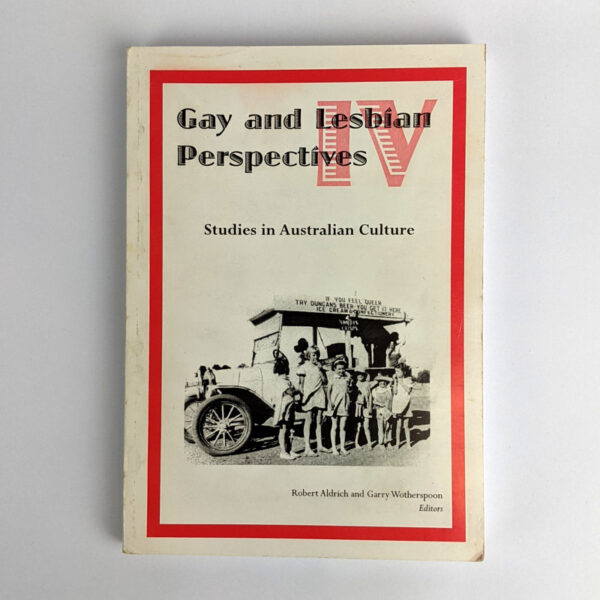 Gay and Lesbian
IV
Perspectives
Studies in Australian Culture
IF YOU FEEL QUEER
TRY DUNCANS BEER YOU GET IT HERE
ICE CREAM & CONFECTIONERY
Robert Aldrich and Garry Wotherspoon
Editors